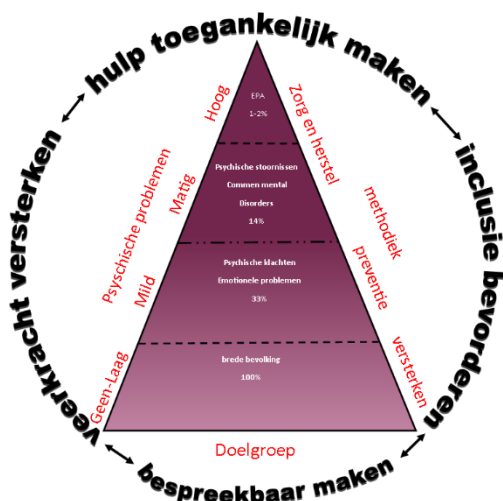 hulp toegankelijk maken
inclusie bevorderen
bespreekbaar maken
veerkracht versterken
Psyschische problemen
Hoog
Matig
Mild
Geen-Laag
EPA
1-2%
Psychische stoornissen
Commen mental
Disorders
14%
Psychische klachten
Emotionele problemen
33%
brede bevolking
100%
Zorg en herstel
methodiek
preventie
versterken
Doelgroep